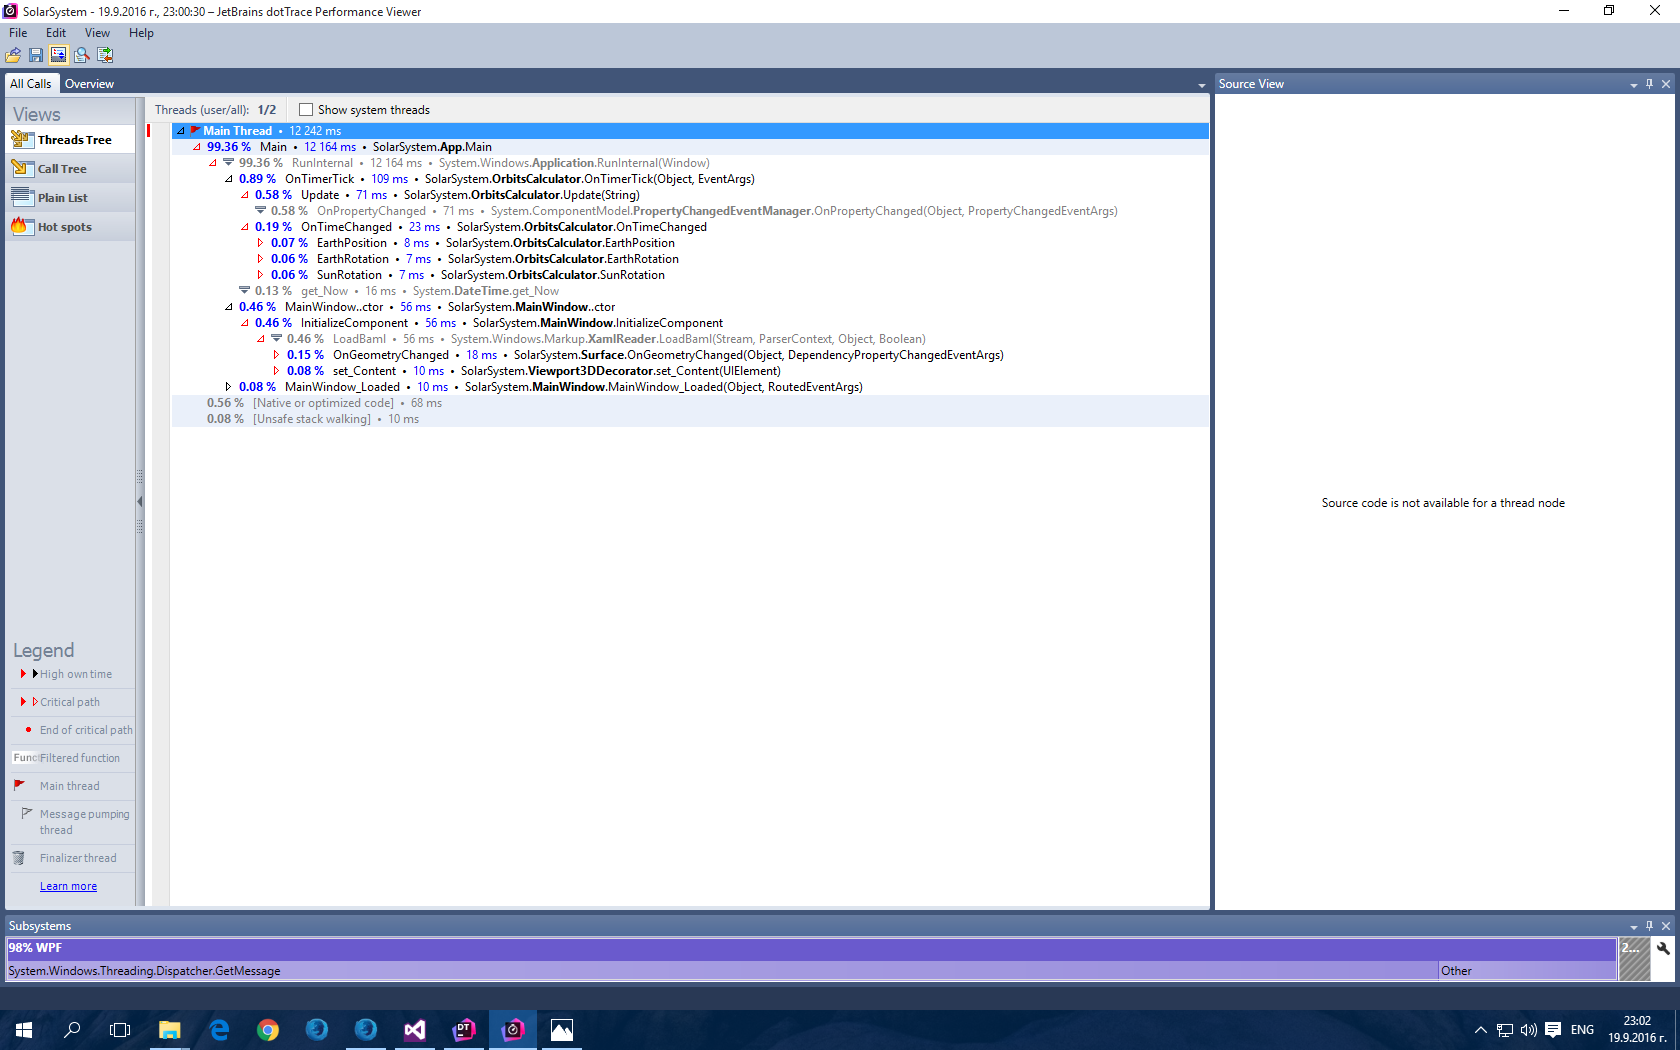 SolarSystem - 19.9.2016 г., 23:00:30 – JetBrains dotTrace Performance Viewer
File Edit View Help
All Calls Overview
Source View
Views
Threads Tree
Call Tree
Plain List
Hot spots
Threads (user/all): 1/2 Show system threads
Main Thread • 12 242 ms
99.36 % Main • 12 164 ms • SolarSystem.App.Main
99.36 % RunInternal • 12 164 ms • System.Windows.Application.RunInternal(Window)
0.89 % OnTimerTick • 109 ms • SolarSystem.OrbitsCalculator.OnTimerTick(Object, EventArgs)
0.58 % Update • 71 ms • SolarSystem.OrbitsCalculator.Update(String)
0.58 % OnPropertyChanged • 71 ms • System.ComponentModel.PropertyChangedEventManager.OnPropertyChanged(Object, PropertyChangedEventArgs)
0.19 % OnTimeChanged • 23 ms • SolarSystem.OrbitsCalculator.OnTimeChanged
0.07 % EarthPosition • 8 ms • SolarSystem.OrbitsCalculator.EarthPosition
0.06 % EarthRotation • 7 ms • SolarSystem.OrbitsCalculator.EarthRotation
0.06 % SunRotation • 7 ms • SolarSystem.OrbitsCalculator.SunRotation
0.13 % get_Now • 16 ms • System.DateTime.get_Now
0.46 % MainWindow..ctor • 56 ms • SolarSystem.MainWindow..ctor
0.46 % InitializeComponent • 56 ms • SolarSystem.MainWindow.InitializeComponent
0.46 % LoadBaml • 56 ms • System.Windows.Markup.XamlReader.LoadBaml(Stream, ParserContext, Object, Boolean)
0.15 % OnGeometryChanged • 18 ms • SolarSystem.Surface.OnGeometryChanged(Object, DependencyPropertyChangedEventArgs)
0.08 % set_Content • 10 ms • SolarSystem.Viewport3DDecorator.set_Content(UIElement)
0.08 % MainWindow_Loaded • 10 ms • SolarSystem.MainWindow.MainWindow_Loaded(Object, RoutedEventArgs)
0.56 % [Native or optimized code] • 68 ms
0.08 % [Unsafe stack walking] • 10 ms
Source code is not available for a thread node
Legend
High own time
Critical path
End of critical path
Func Filtered function
Main thread
Message pumping
thread
Finalizer thread
Learn more
Subsystems
98% WPF
2...
System.Windows.Threading.Dispatcher.GetMessage
Other
DT
ENG
23:02
19.9.2016 г.